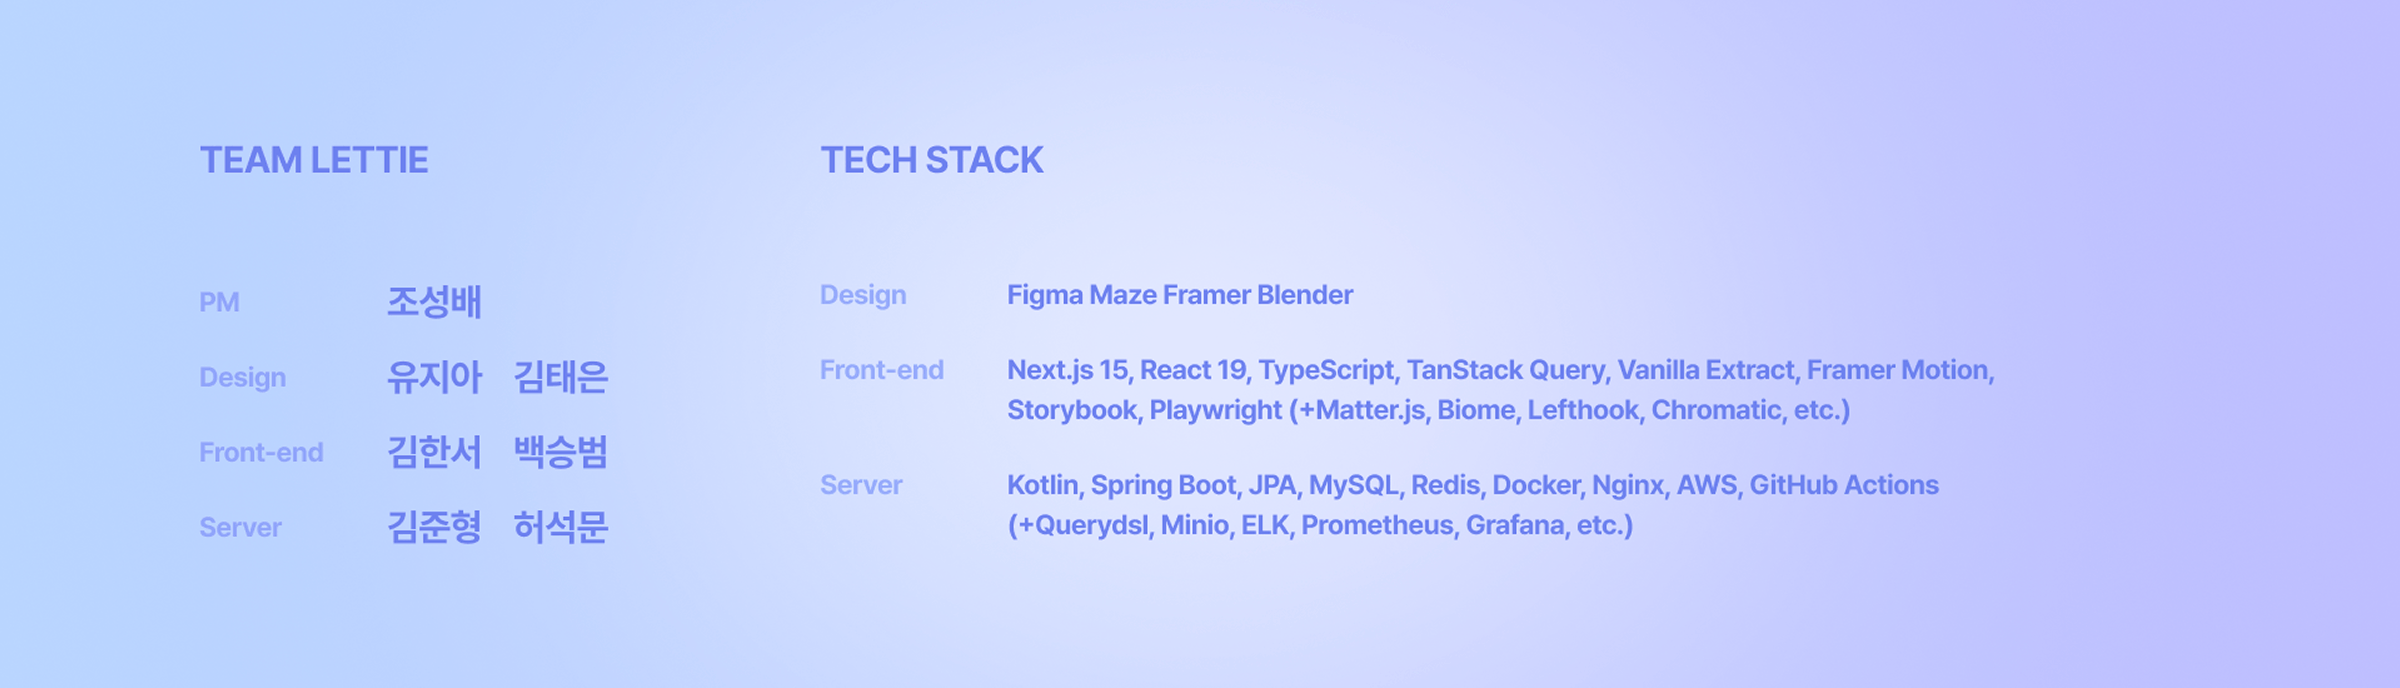 TEAM LETTIE
PM 조성배
Design 유지아 김태은
Front-end 김한서 백승범
Server 김준형 허석문
TECH STACK
Design Figma Maze Framer Blender
Front-end Next.js 15, React 19, TypeScript, TanStack Query, Vanilla Extract, Framer Motion,
Storybook, Playwright (+Matter.js, Biome, Lefthook, Chromatic, etc.)
Server Kotlin, Spring Boot, JPA, MySQL, Redis, Docker, Nginx, AWS, GitHub Actions
(+Querydsl, Minio, ELK, Prometheus, Grafana, etc.)